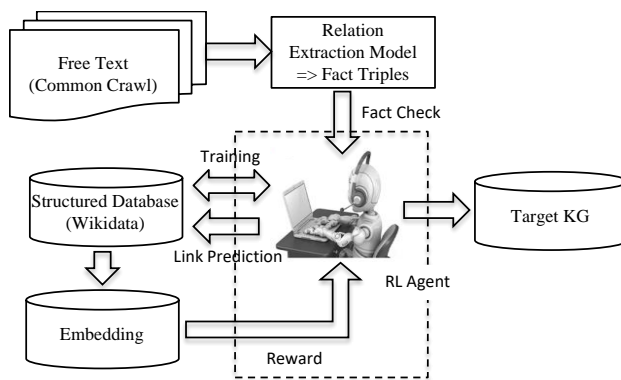 Free Text
(Common Crawl)
Relation
Extraction Model
=> Fact Triples
Fact Check
Training
Structured Database
(Wikidata)
Link Prediction
Target KG
RL Agent
Embedding
Reward